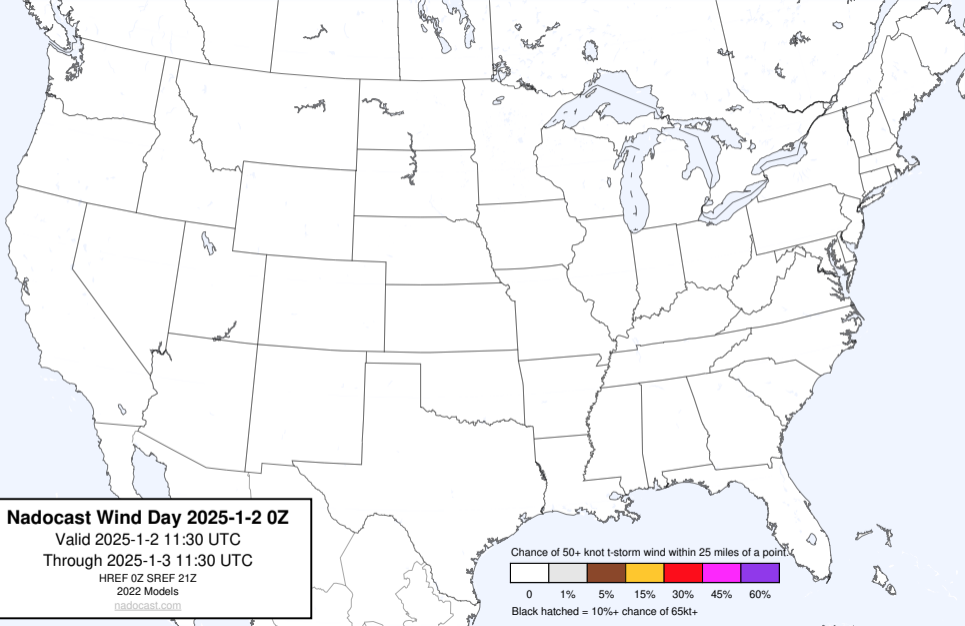 Nadocast Wind Day 2025-1-2 0Z
Valid 2025-1-2 11:30 UTC
Through 2025-1-3 11:30 UTC
HREF 0Z SREF 21Z
2022 Models
nadocast.com
Chance of 50+ knot t-storm wind within 25 miles of a point.
0 1% 5% 15% 30% 45% 60%
Black hatched = 10%+ chance of 65kt+